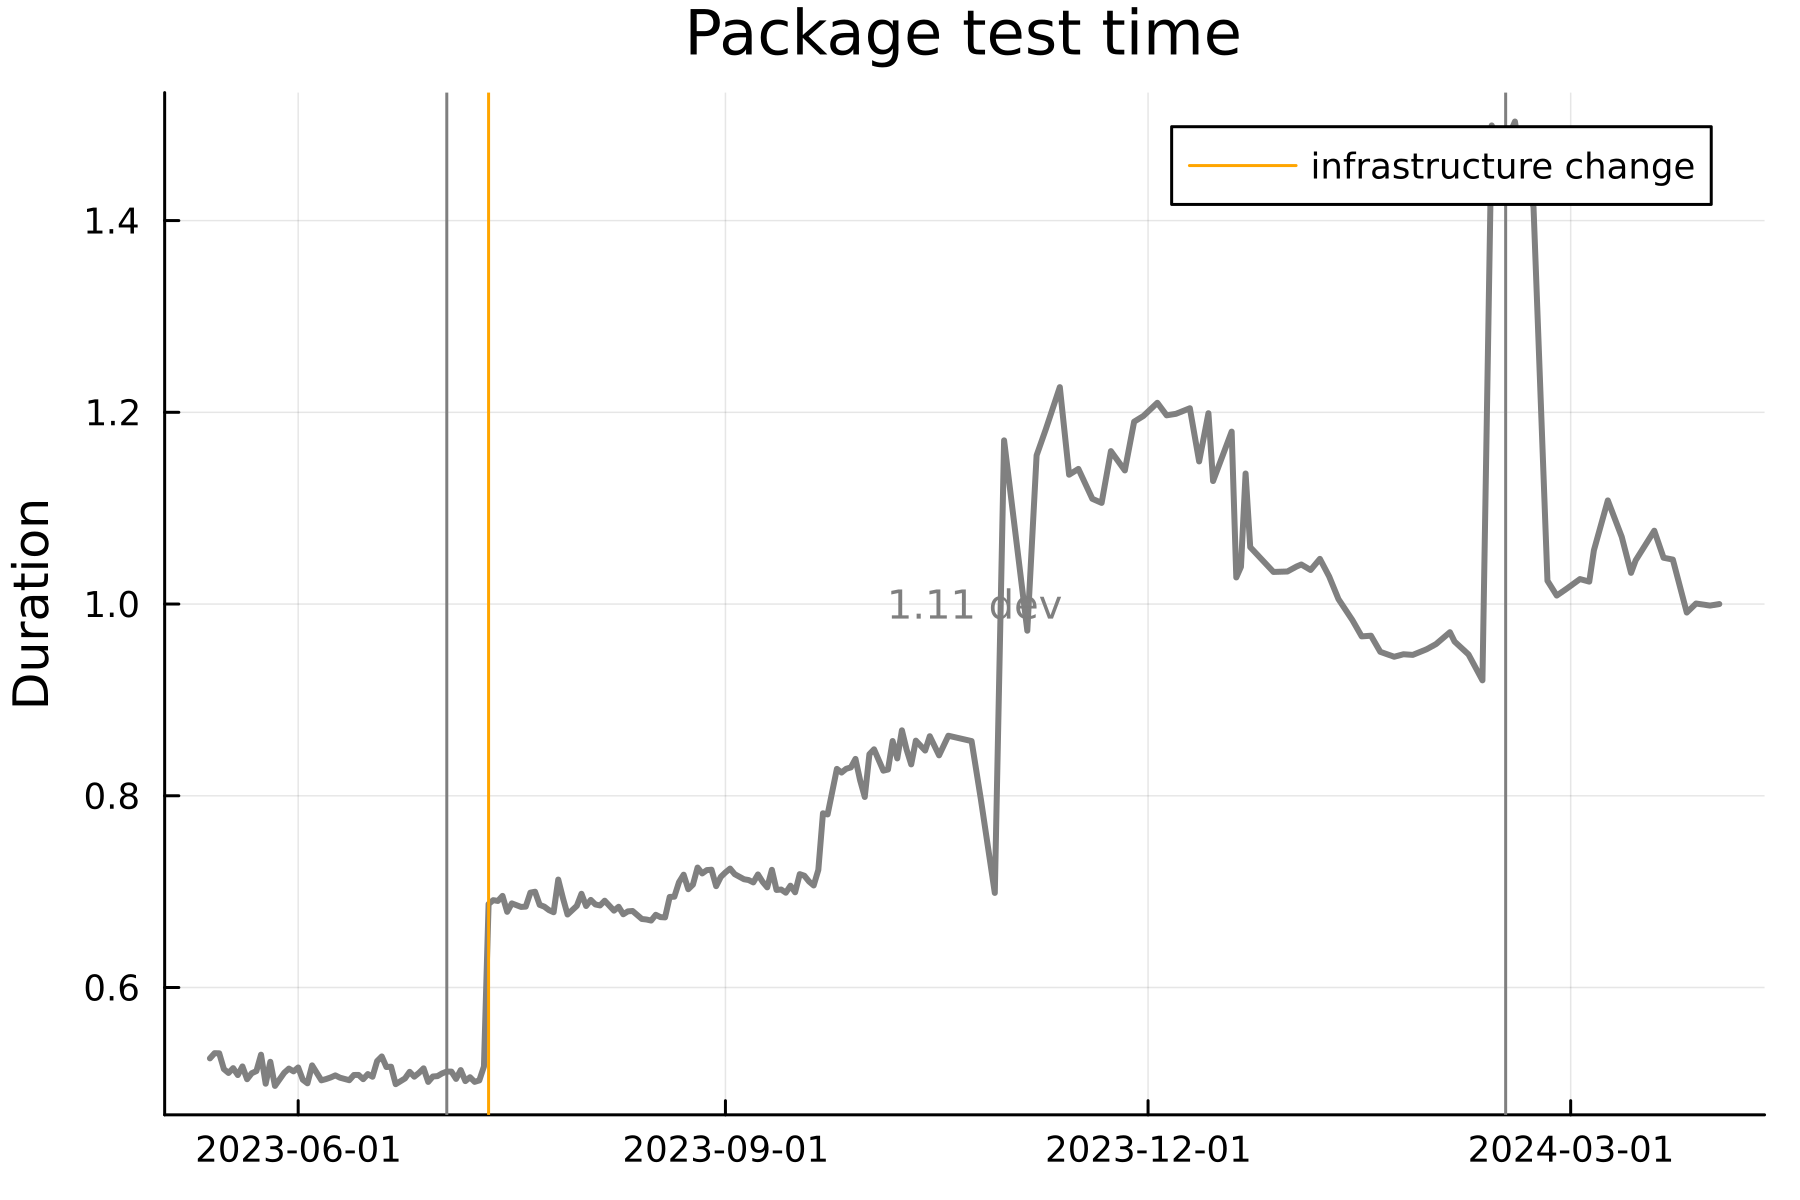 Package test time
infrastructure change
Duration
1.4
1.2
1.0
0.8
0.6
1.11 dev
2023-06-01
2023-09-01
2023-12-01
2024-03-01